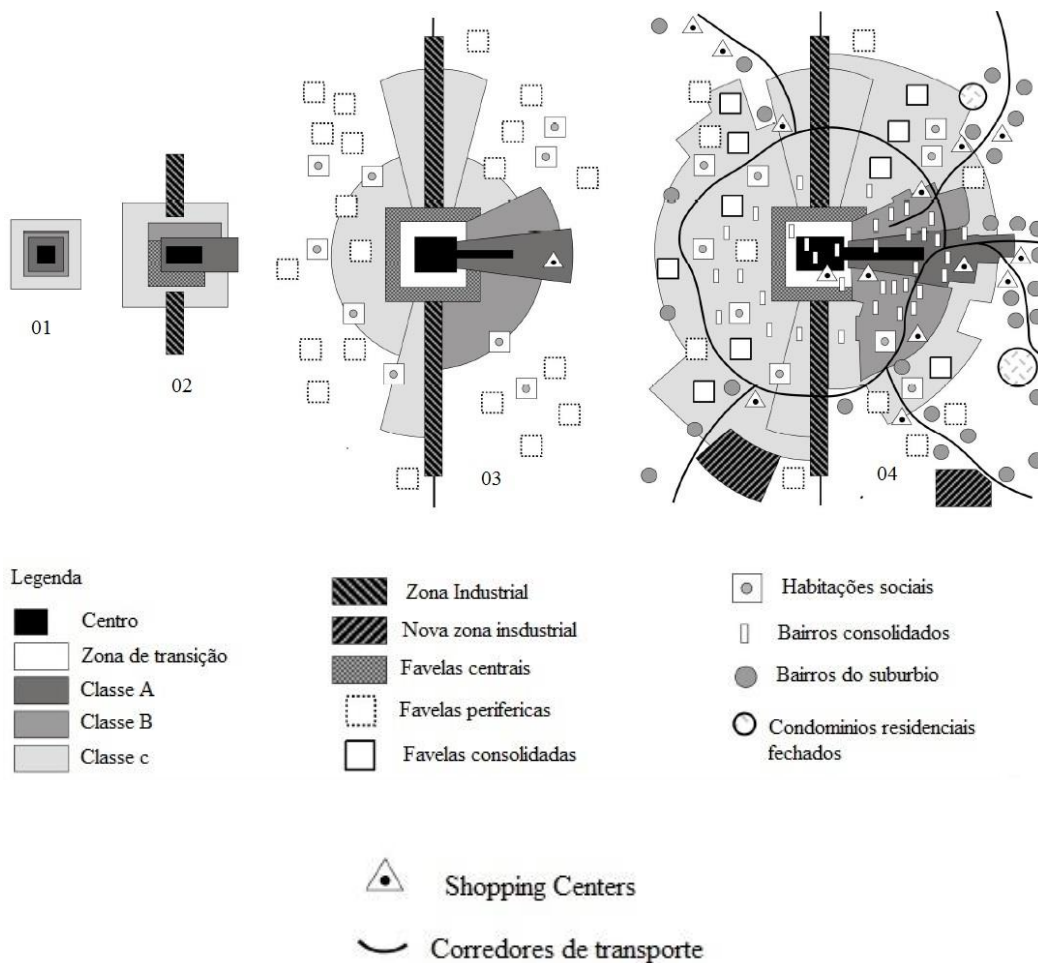 01
02
03
04
Legenda
Centro
Zona de transição
Classe A
Classe B
Classe c
Zona Industrial
Nova zona insdustrial
Favelas centrais
Favelas perifericas
Favelas consolidadas
Habitações sociais
Bairros consolidados
Bairros do suburbio
Condominios residenciais
fechados
Shopping Centers
Corredores de transporte